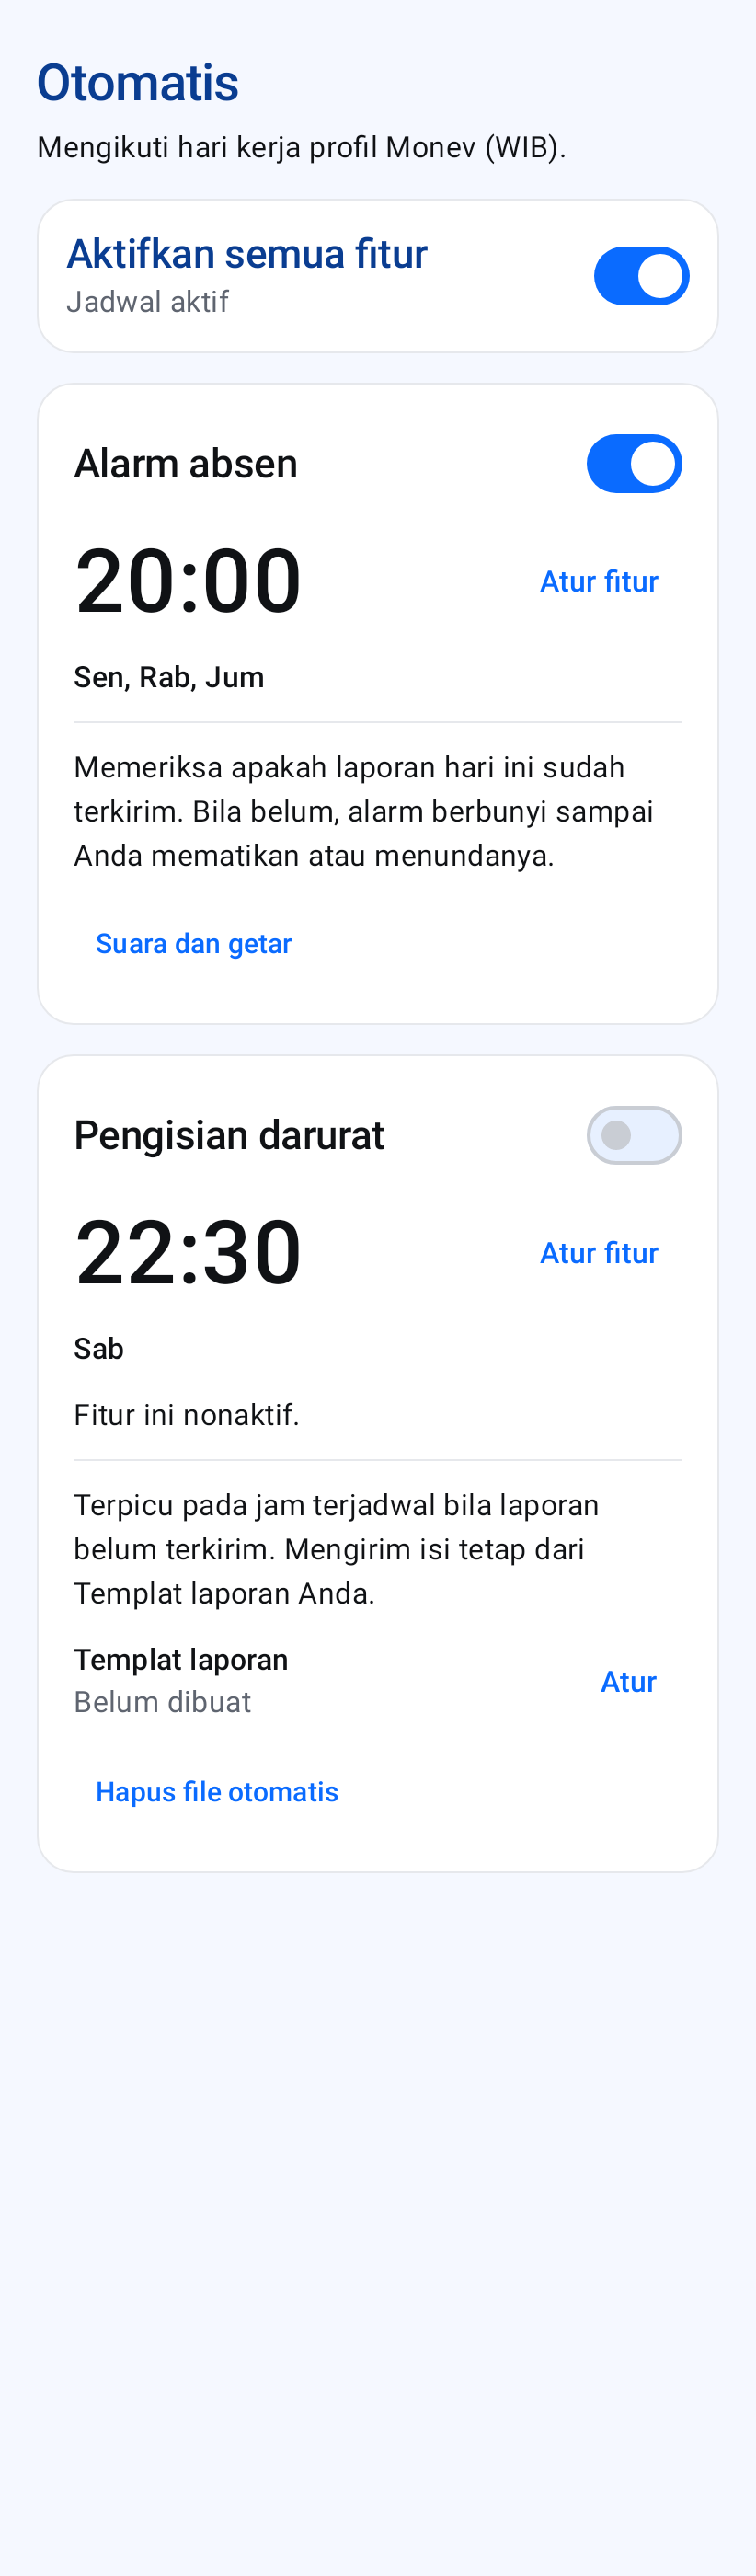 Otomatis
Mengikuti hari kerja profil Monev (WIB).
Aktifkan semua fitur
Jadwal aktif
Alarm absen
20:00
Atur fitur
Sen, Rab, Jum
Memeriksa apakah laporan hari ini sudah
terkirim. Bila belum, alarm berbunyi sampai
Anda mematikan atau menundanya.
Suara dan getar
Pengisian darurat
22:30
Atur fitur
Sab
Fitur ini nonaktif.
Terpicu pada jam terjadwal bila laporan
belum terkirim. Mengirim isi tetap dari
Templat laporan Anda.
Templat laporan
Belum dibuat
Atur
Hapus file otomatis